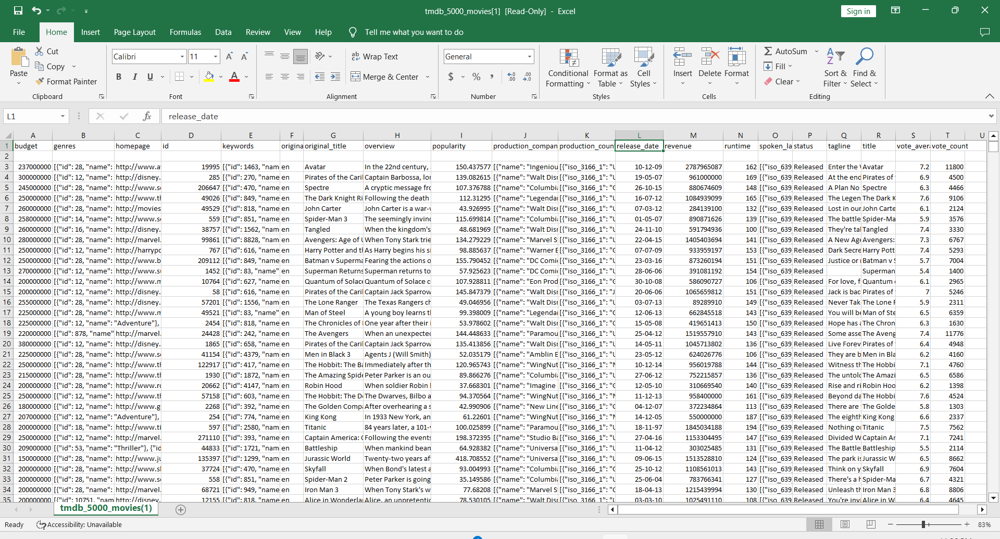 tmdb_5000_movies[1] [Read-Only] - Excel
Sign in
File Home Insert Page Layout Formulas Data Review View Help Tell me what you want to do
Paste
Cut
Copy
Format Painter
Clipboard
Calibri 11
B I U
Font
Wrap Text
Merge & Center
Alignment
General
$ % ,
Number
Conditional Formatting
Format as Table
Cell Styles
Styles
Insert Delete Format
Cells
AutoSum
Fill
Clear
Sort & Filter
Find & Select
Editing
L1 fx release_date
A B C D E F G H I J K L M N O P Q R S T U
1 budget genres homepage id keywords origina original_title overview popularity production_compan production_coun release_date revenue runtime spoken_la status tagline title vote_avera vote_count
2
3 237000000 [{"id": 28, "name": http://www.a 19995 [{"id": 1463, "nam en Avatar In the 22nd century, 150.437577 [{"name": "Ingeniou [{"iso_3166_1": "U 10-12-09 2787965087 162 [{"iso_639 Released Enter the Avatar 7.2 11800
4 300000000 [{"id": 12, "name": http://disney. 285 [{"id": 270, "name en Pirates of the Cari Captain Barbossa, lor 139.082615 [{"name": "Walt Dis [{"iso_3166_1": "U 19-05-07 961000000 169 [{"iso_639 Released At the end Pirates of 6.9 4500
5 245000000 [{"id": 28, "name": http://www.s 206647 [{"id": 470, "name en Spectre A cryptic message fr 107.376788 [{"name": "Columbi [{"iso_3166_1": "G 26-10-15 880674609 148 [{"iso_639 Released A Plan No Spectre 6.3 4466
6 250000000 [{"id": 28, "name": http://www.t 49026 [{"id": 849, "name en The Dark Knight Ri Following the death 112.31295 [{"name": "Legenda [{"iso_3166_1": "U 16-07-12 1084939099 165 [{"iso_639 Released The Legen The Dark K 7.6 9106
7 260000000 [{"id": 28, "name": http://movies 49529 [{"id": 818, "name en John Carter John Carter is a war- 43.926995 [{"name": "Walt Dis [{"iso_3166_1": "U 07-03-12 284139100 132 [{"iso_639 Released Lost in our John Carte 6.1 2124
8 258000000 [{"id": 14, "name": http://www.s 559 [{"id": 851, "name en Spider-Man 3 The seemingly invin 115.699814 [{"name": "Columbi [{"iso_3166_1": "U 01-05-07 890871626 139 [{"iso_639 Released The battle Spider-Ma 5.9 3576
9 260000000 [{"id": 16, "name": http://disney. 38757 [{"id": 1562, "nam en Tangled When the kingdom's 48.681969 [{"name": "Walt Dis [{"iso_3166_1": "U 24-11-10 591794936 100 [{"iso_639 Released They're tal Tangled 7.4 3330
10 280000000 [{"id": 28, "name": http://marvel. 99861 [{"id": 8828, "nam en Avengers: Age of U When Tony Stark trie 134.279229 [{"name": "Marvel S [{"iso_3166_1": "U 22-04-15 1405403694 141 [{"iso_639 Released A New Age Avengers: 7.3 6767
11 250000000 [{"id": 12, "name": http://harryp 767 [{"id": 616, "name en Harry Potter and t As Harry begins his si 98.885637 [{"name": "Warner B [{"iso_3166_1": "G 07-07-09 933959197 153 [{"iso_639 Released Dark Secre Harry Pott 7.4 5293
12 250000000 [{"id": 28, "name": http://www.b 209112 [{"id": 849, "name en Batman v Superma Fearing the actions o 155.790452 [{"name": "DC Comi [{"iso_3166_1": "U 23-03-16 873260194 151 [{"iso_639 Released Justice or Batman v S 5.7 7004
13 270000000 [{"id": 12, "name": http://www.s 1452 [{"id": 83, "name" en Superman Returns Superman returns to 57.925623 [{"name": "DC Comi [{"iso_3166_1": "U 28-06-06 391081192 154 [{"iso_639 Released Superman 5.4 1400
14 200000000 [{"id": 12, "name": http://www.m 10764 [{"id": 627, "name en Quantum of Solace Quantum of Solace c 107.928811 [{"name": "Eon Prod [{"iso_3166_1": "G 30-10-08 586090727 106 [{"iso_639 Released For love, f Quantum 6.1 2965
15 200000000 [{"id": 12, "name": http://disney. 58 [{"id": 616, "name en Pirates of the Cari Captain Jack Sparrow 145.847379 [{"name": "Walt Dis [{"iso_3166_1": "J 20-06-06 1065659812 151 [{"iso_639 Released Jack is bac Pirates of 7 5246
16 255000000 [{"id": 28, "name": http://disney. 57201 [{"id": 1556, "nam en The Lone Ranger The Texas Rangers ch 49.046956 [{"name": "Walt Dis [{"iso_3166_1": "U 03-07-13 89289910 149 [{"iso_639 Released Never Tak The Lone R 5.9 2311
17 225000000 [{"id": 28, "name": http://www.m 49521 [{"id": 83, "name" en Man of Steel A young boy learns t 99.398009 [{"name": "Legenda [{"iso_3166_1": "G 12-06-13 662845518 143 [{"iso_639 Released You will be Man of Ste 6.5 6359
18 225000000 [{"id": 12, "name": "Adventure"}, 2454 [{"id": 818, "name en The Chronicles of One year after their i 53.978602 [{"name": "Walt Dis [{"iso_3166_1": "C 15-05-08 419651413 150 [{"iso_639 Released Hope has The Chron 6.3 1630
19 220000000 [{"id": 878, "name" http://marvel. 24428 [{"id": 242, "name en The Avengers When an unexpected 144.448633 [{"name": "Paramou [{"iso_3166_1": "U 25-04-12 1519557910 143 [{"iso_639 Released Some asse The Aveng 7.4 11776
20 380000000 [{"id": 12, "name": http://disney. 1865 [{"id": 658, "name en Pirates of the Cari Captain Jack Sparrow 135.413856 [{"name": "Walt Dis [{"iso_3166_1": "U 14-05-11 1045713802 136 [{"iso_639 Released Live Forev Pirates of 6.4 4948
21 225000000 [{"id": 28, "name": http://www.s 41154 [{"id": 4379, "nam en Men in Black 3 Agents J (Will Smith) 52.035179 [{"name": "Amblin E [{"iso_3166_1": "U 23-05-12 624026776 106 [{"iso_639 Released They are b Men in Bla 6.2 4160
22 250000000 [{"id": 28, "name": http://www.t 122917 [{"id": 417, "name en The Hobbit: The Ba Immediately after th 120.965743 [{"name": "WingNut [{"iso_3166_1": "N 10-12-14 956019788 144 [{"iso_639 Released Witness th The Hobbi 7.1 4760
23 215000000 [{"id": 28, "name": http://www.t 1930 [{"id": 1872, "nam en The Amazing Spide Peter Parker is an ou 89.866276 [{"name": "Columbi [{"iso_3166_1": "U 27-06-12 752215857 136 [{"iso_639 Released The untol The Amazi 6.5 6586
24 200000000 [{"id": 28, "name": http://www.r 20662 [{"id": 4147, "nam en Robin Hood When soldier Robin 37.668301 [{"name": "Imagine [{"iso_3166_1": "G 12-05-10 310669540 140 [{"iso_639 Released Rise and ri Robin Hoo 6.2 1398
25 250000000 [{"id": 28, "name": http://www.t 57158 [{"id": 603, "name en The Hobbit: The De The Dwarves, Bilbo a 94.370564 [{"name": "WingNut [{"iso_3166_1": "N 11-12-13 958400000 161 [{"iso_639 Released Beyond da The Hobbi 7.6 4524
26 180000000 [{"id": 12, "name": http://www.g 2268 [{"id": 392, "name en The Golden Compa After overhearing a s 42.990906 [{"name": "New Line [{"iso_3166_1": "G 04-12-07 372234864 113 [{"iso_639 Released There are The Golde 5.8 1303
27 207000000 [{"id": 12, "name": "Adventure"}, 254 [{"id": 774, "name en King Kong In 1933 New York, an 61.22601 [{"name": "WingNut [{"iso_3166_1": "N 14-12-05 550000000 187 [{"iso_639 Released The eighth King Kong 6.6 2337
28 200000000 [{"id": 18, "name": http://www.ti 597 [{"id": 2580, "nam en Titanic 84 years later, a 101- 100.025899 [{"name": "Paramou [{"iso_3166_1": "U 18-11-97 1845034188 194 [{"iso_639 Released Nothing o Titanic 7.5 7562
29 250000000 [{"id": 12, "name": http://marvel. 271110 [{"id": 393, "name en Captain America: C Following the events 198.372395 [{"name": "Studio Ba [{"iso_3166_1": "U 27-04-16 1153304495 147 [{"iso_639 Released Divided W Captain Ar 7.1 7241
30 209000000 [{"id": 53, "name": "Thriller"}, {"id 44833 [{"id": 1721, "nam en Battleship When mankind bean 64.928382 [{"name": "Universa [{"iso_3166_1": "U 11-04-12 303025485 131 [{"iso_639 Released The Battle Battleship 5.5 2114
31 150000000 [{"id": 28, "name": http://www.ju 135397 [{"id": 1299, "nam en Jurassic World Twenty-two years af 418.708552 [{"name": "Universa [{"iso_3166_1": "U 09-06-15 1513528810 124 [{"iso_639 Released The park is Jurassic W 6.5 8662
32 200000000 [{"id": 28, "name": http://www.sl 37724 [{"id": 470, "name en Skyfall When Bond's latest a 93.004993 [{"name": "Columbi [{"iso_3166_1": "G 25-10-12 1108561013 143 [{"iso_639 Released Think on y Skyfall 6.9 7604
33 200000000 [{"id": 28, "name": http://www.s 558 [{"id": 851, "name en Spider-Man 2 Peter Parker is going 35.149586 [{"name": "Columbi [{"iso_3166_1": "U 25-06-04 783766341 127 [{"iso_639 Released There's a h Spider-Ma 6.7 4321
34 200000000 [{"id": 28, "name": http://marvel. 68721 [{"id": 949, "name en Iron Man 3 When Tony Stark's w 77.68208 [{"name": "Marvel S [{"iso_3166_1": "C 18-04-13 1215439994 130 [{"iso_639 Released Unleash th Iron Man 3 6.8 8806
35 200000000 [{"id": 10751, "nam http://disney. 12155 [{"id": 818, "name en Alice in Wonderla Alice, an unpretentio 78.530105 [{"name": "Walt Dis [{"iso_3166_1": "U 03-03-10 1025491110 108 [{"iso_639 Released You're invi Alice in W 6.4 4645
tmdb_5000_movies(1)
Ready Accessibility: Unavailable 83%